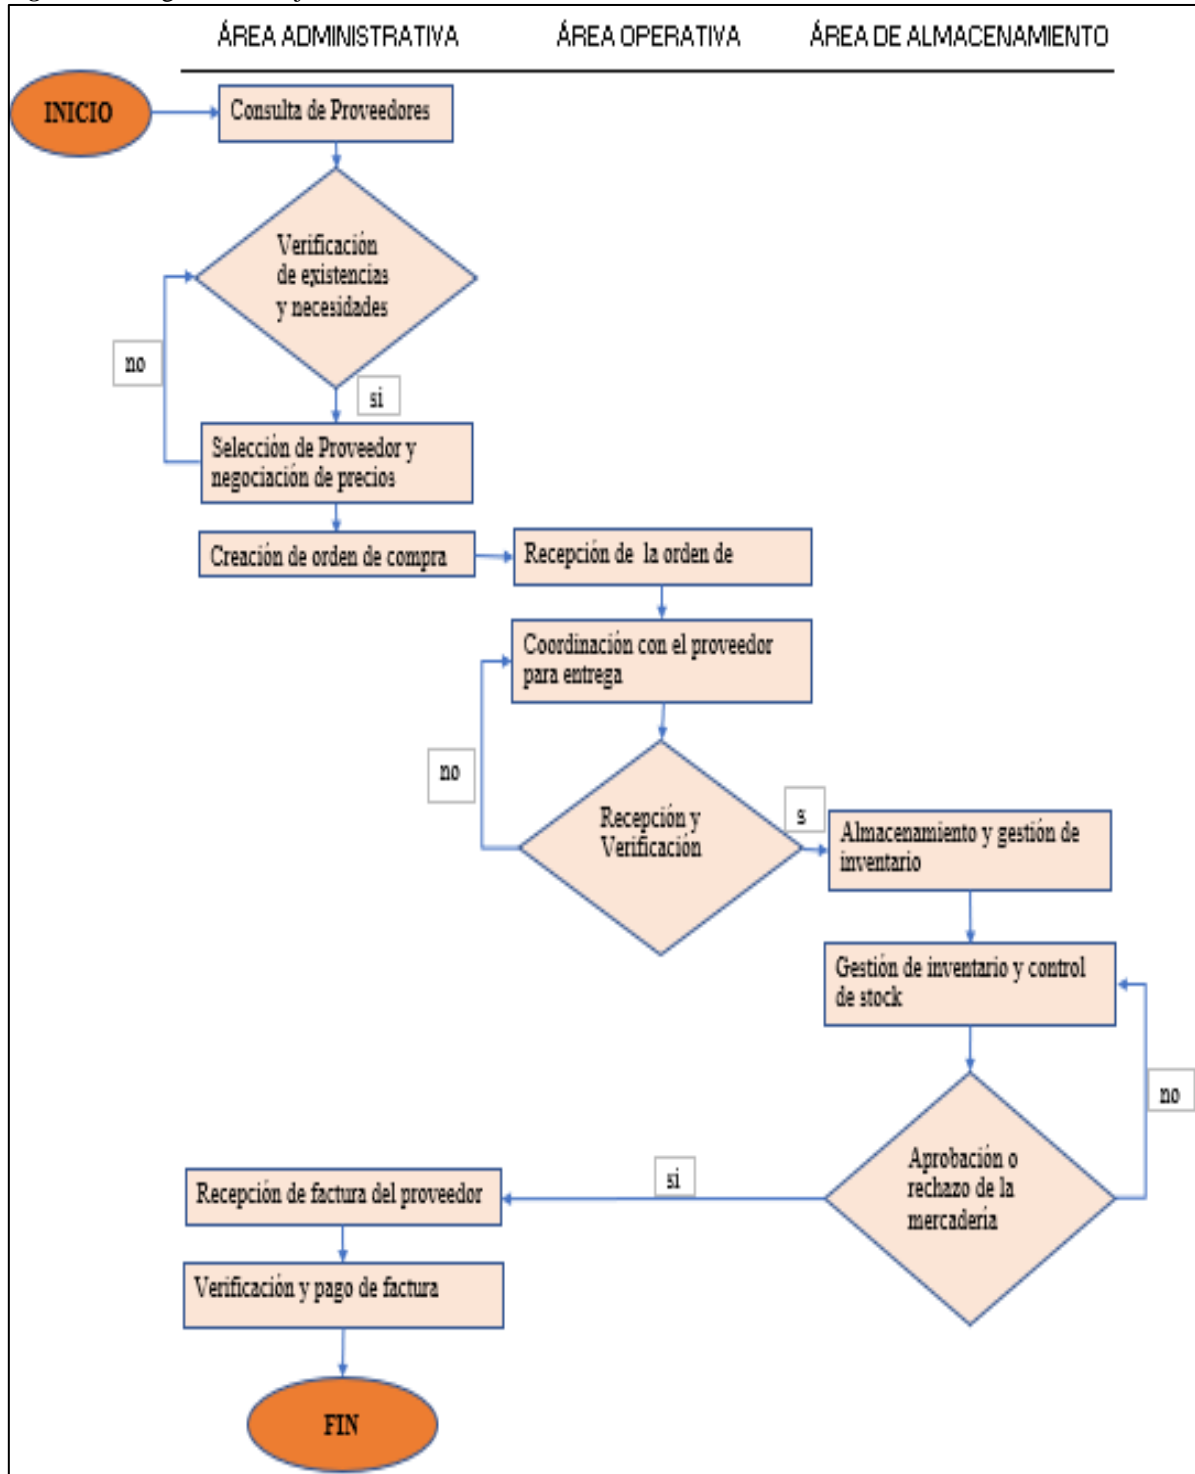 ÁREA ADMINISTRATIVA
ÁREA OPERATIVA
ÁREA DE ALMACENAMIENTO
INICIO
Consulta de Proveedores
Verificación
de existencias
y necesidades
no
si
Selección de Proveedor y
negociación de precios
Creación de orden de compra
Recepción de la orden de
Coordinación con el proveedor
para entrega
no
Recepción y
Verificación
s
Almacenamiento y gestión de
inventario
Gestión de inventario y control
de stock
no
Aprobación o
rechazo de la
mercadería
si
Recepción de factura del proveedor
Verificación y pago de factura
FIN